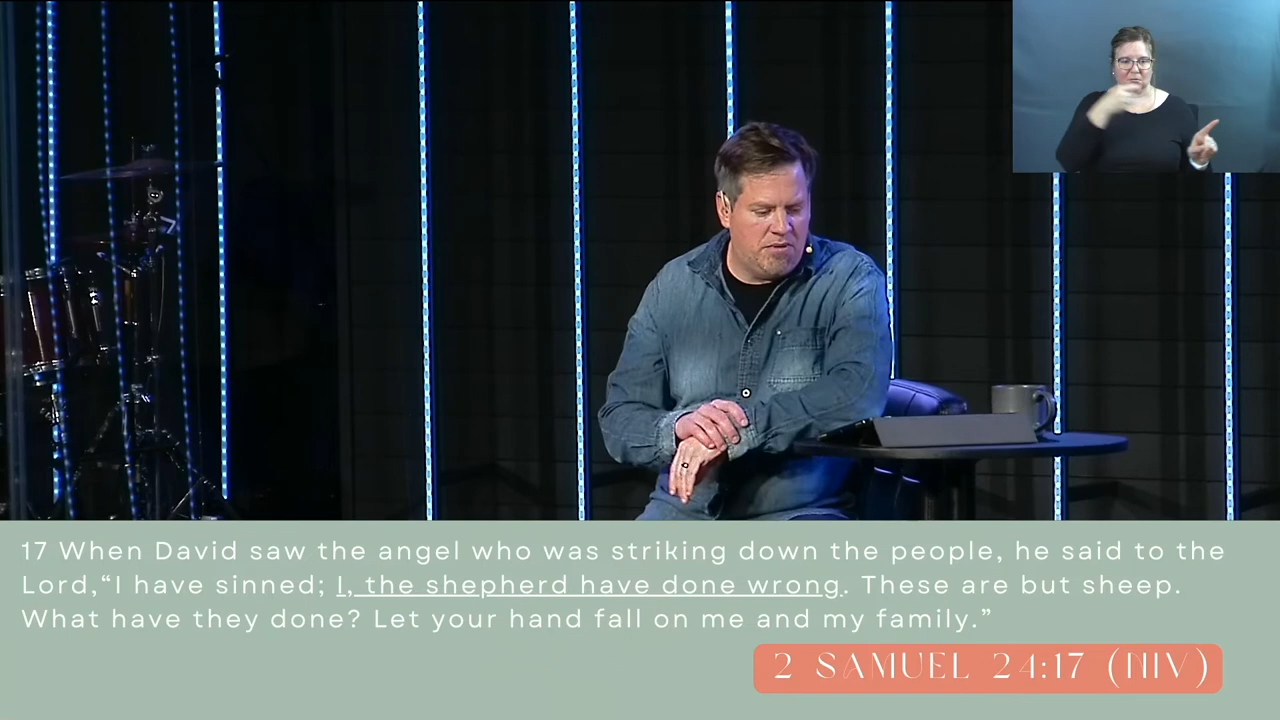 17 When David saw the angel who was striking down the people, he said to the
Lord,“I have sinned; I, the shepherd have done wrong. These are but sheep.
What have they done? Let your hand fall on me and my family.”
2 SAMUEL 24:17 (NIV)